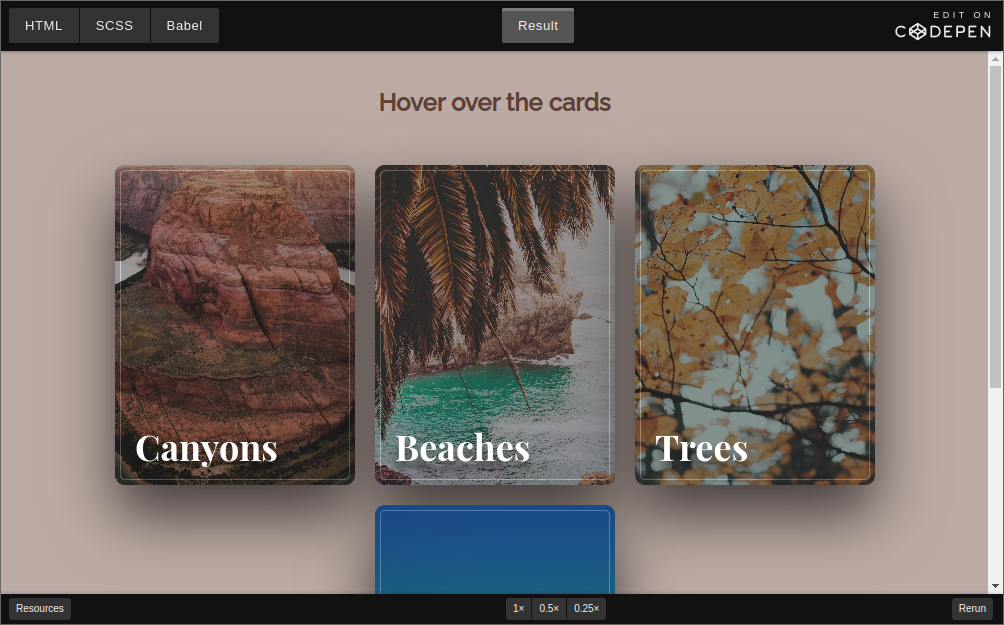 HTML SCSS Babel Result EDIT ON
CODEPEN
Hover over the cards
Canyons Beaches Trees
Resources 1× 0.5× 0.25× Rerun